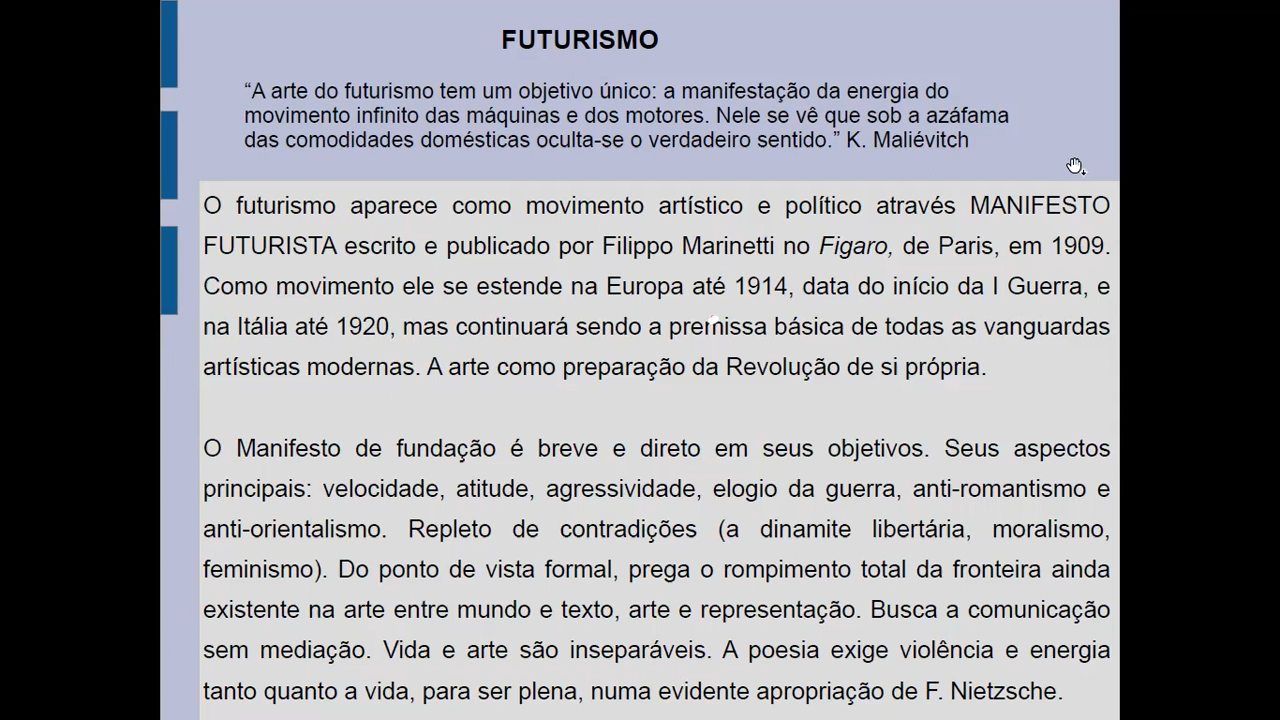 FUTURISMO
“A arte do futurismo tem um objetivo único: a manifestação da energia do
movimento infinito das máquinas e dos motores. Nele se vê que sob a azáfama
das comodidades domésticas oculta-se o verdadeiro sentido.” K. Maliévitch
O futurismo aparece como movimento artístico e político através MANIFESTO
FUTURISTA escrito e publicado por Filippo Marinetti no Figaro, de Paris, em 1909.
Como movimento ele se estende na Europa até 1914, data do início da I Guerra, e
na Itália até 1920, mas continuará sendo a premissa básica de todas as vanguardas
artísticas modernas. A arte como preparação da Revolução de si própria.
O Manifesto de fundação é breve e direto em seus objetivos. Seus aspectos
principais: velocidade, atitude, agressividade, elogio da guerra, anti-romantismo e
anti-orientalismo. Repleto de contradições (a dinamite libertária, moralismo,
feminismo). Do ponto de vista formal, prega o rompimento total da fronteira ainda
existente na arte entre mundo e texto, arte e representação. Busca a comunicação
sem mediação. Vida e arte são inseparáveis. A poesia exige violência e energia
tanto quanto a vida, para ser plena, numa evidente apropriação de F. Nietzsche.